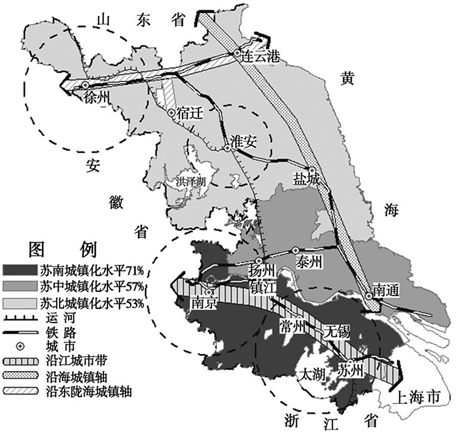 山东省
连云港
黄
徐州
宿迁
淮安
安
徽
省
洪泽湖
盐城
海
图 例
苏南城镇化水平71%
苏中城镇化水平57%
苏北城镇化水平53%
运河
铁路
城市
沿江城市带
沿海城镇轴
沿东陇海城镇轴
扬州
泰州
镇江
南京
南通
常州
无锡
苏州
太湖
上海市
浙江省